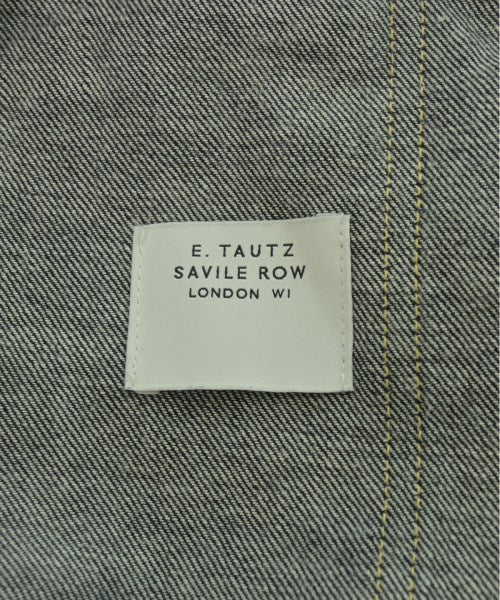 E. TAUTZ
SAVILE ROW
LONDON W1